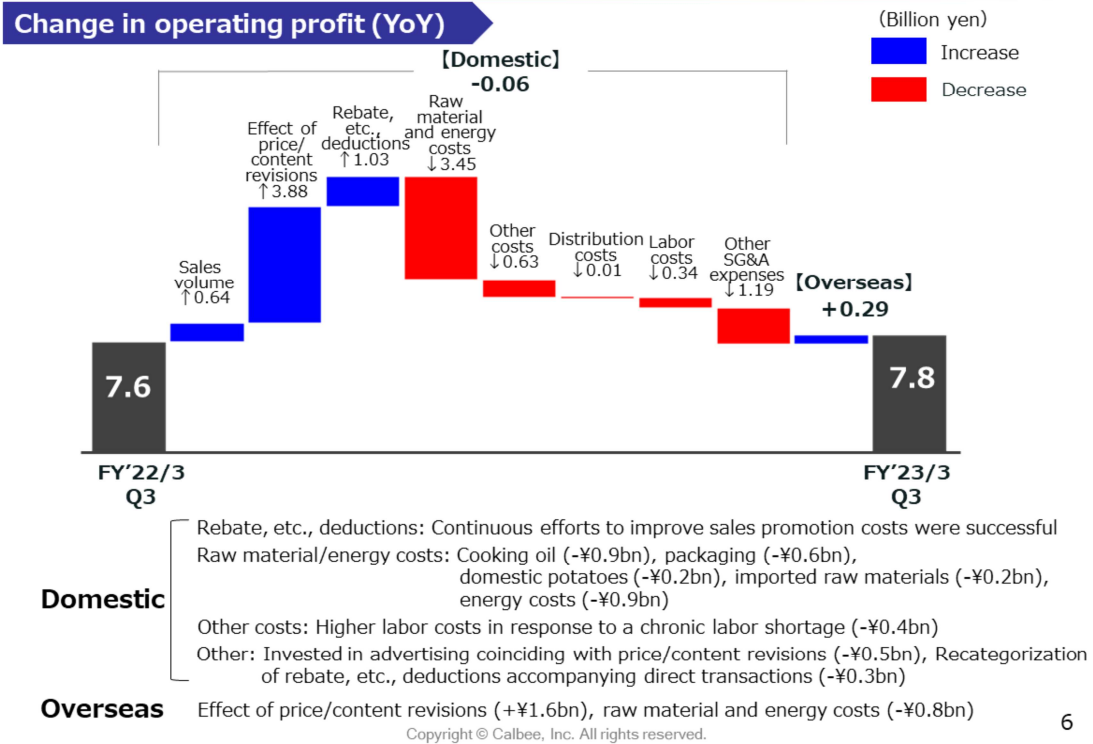 Change in operating profit (YoY)
(Billion yen)
Increase
Decrease
【Domestic】
-0.06
Sales
volume
↑0.64
Effect of
price/
content
revisions
↑3.88
Rebate,
etc.,
deductions
↑1.03
Raw
material
and energy
costs
↓3.45
Other
costs
↓0.63
Distribution
costs
↓0.01
Labor
costs
↓0.34
Other
SG&A
expenses
↓1.19
【Overseas】
+0.29
7.6
7.8
FY'22/3
Q3
FY'23/3
Q3
Domestic
Rebate, etc., deductions: Continuous efforts to improve sales promotion costs were successful
Raw material/energy costs: Cooking oil (-¥0.9bn), packaging (-¥0.6bn),
domestic potatoes (-¥0.2bn), imported raw materials (-¥0.2bn),
energy costs (-¥0.9bn)
Other costs: Higher labor costs in response to a chronic labor shortage (-¥0.4bn)
Other: Invested in advertising coinciding with price/content revisions (-¥0.5bn), Recategorization
of rebate, etc., deductions accompanying direct transactions (-¥0.3bn)
Overseas
Effect of price/content revisions (+¥1.6bn), raw material and energy costs (-¥0.8bn)
Copyright © Calbee, Inc. All rights reserved.
6